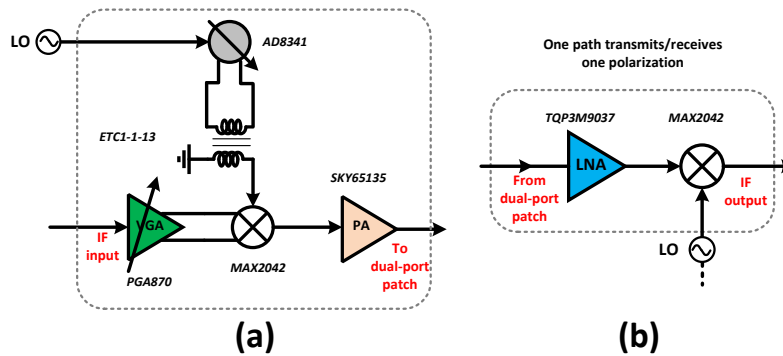 LO
AD8341
ETC1-1-13
SKY65135
VGA
PA
IF
input
To
dual-port
patch
MAX2042
PGA870
(a)
One path transmits/receives
one polarization
TQP3M9037
MAX2042
LNA
From
dual-port
patch
IF
output
LO
(b)